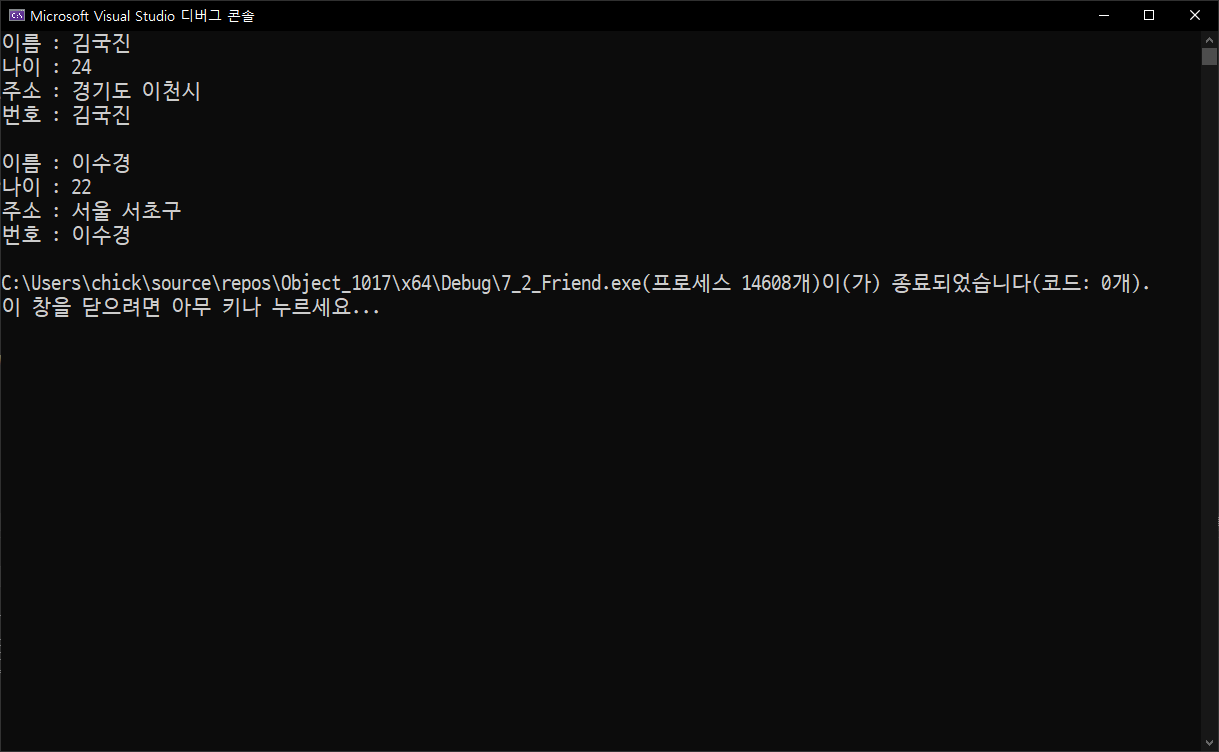 Microsoft Visual Studio 디버그 콘솔
이름 : 김국진
나이 : 24
주소 : 경기도 이천시
번호 : 김국진
이름 : 이수경
나이 : 22
주소 : 서울 서초구
번호 : 이수경
C:\Users\chick\source\repos\Object_1017\x64\Debug\7_2_Friend.exe(프로세스 14608개)이(가) 종료되었습니다(코드: 0개).
이 창을 닫으려면 아무 키나 누르세요...